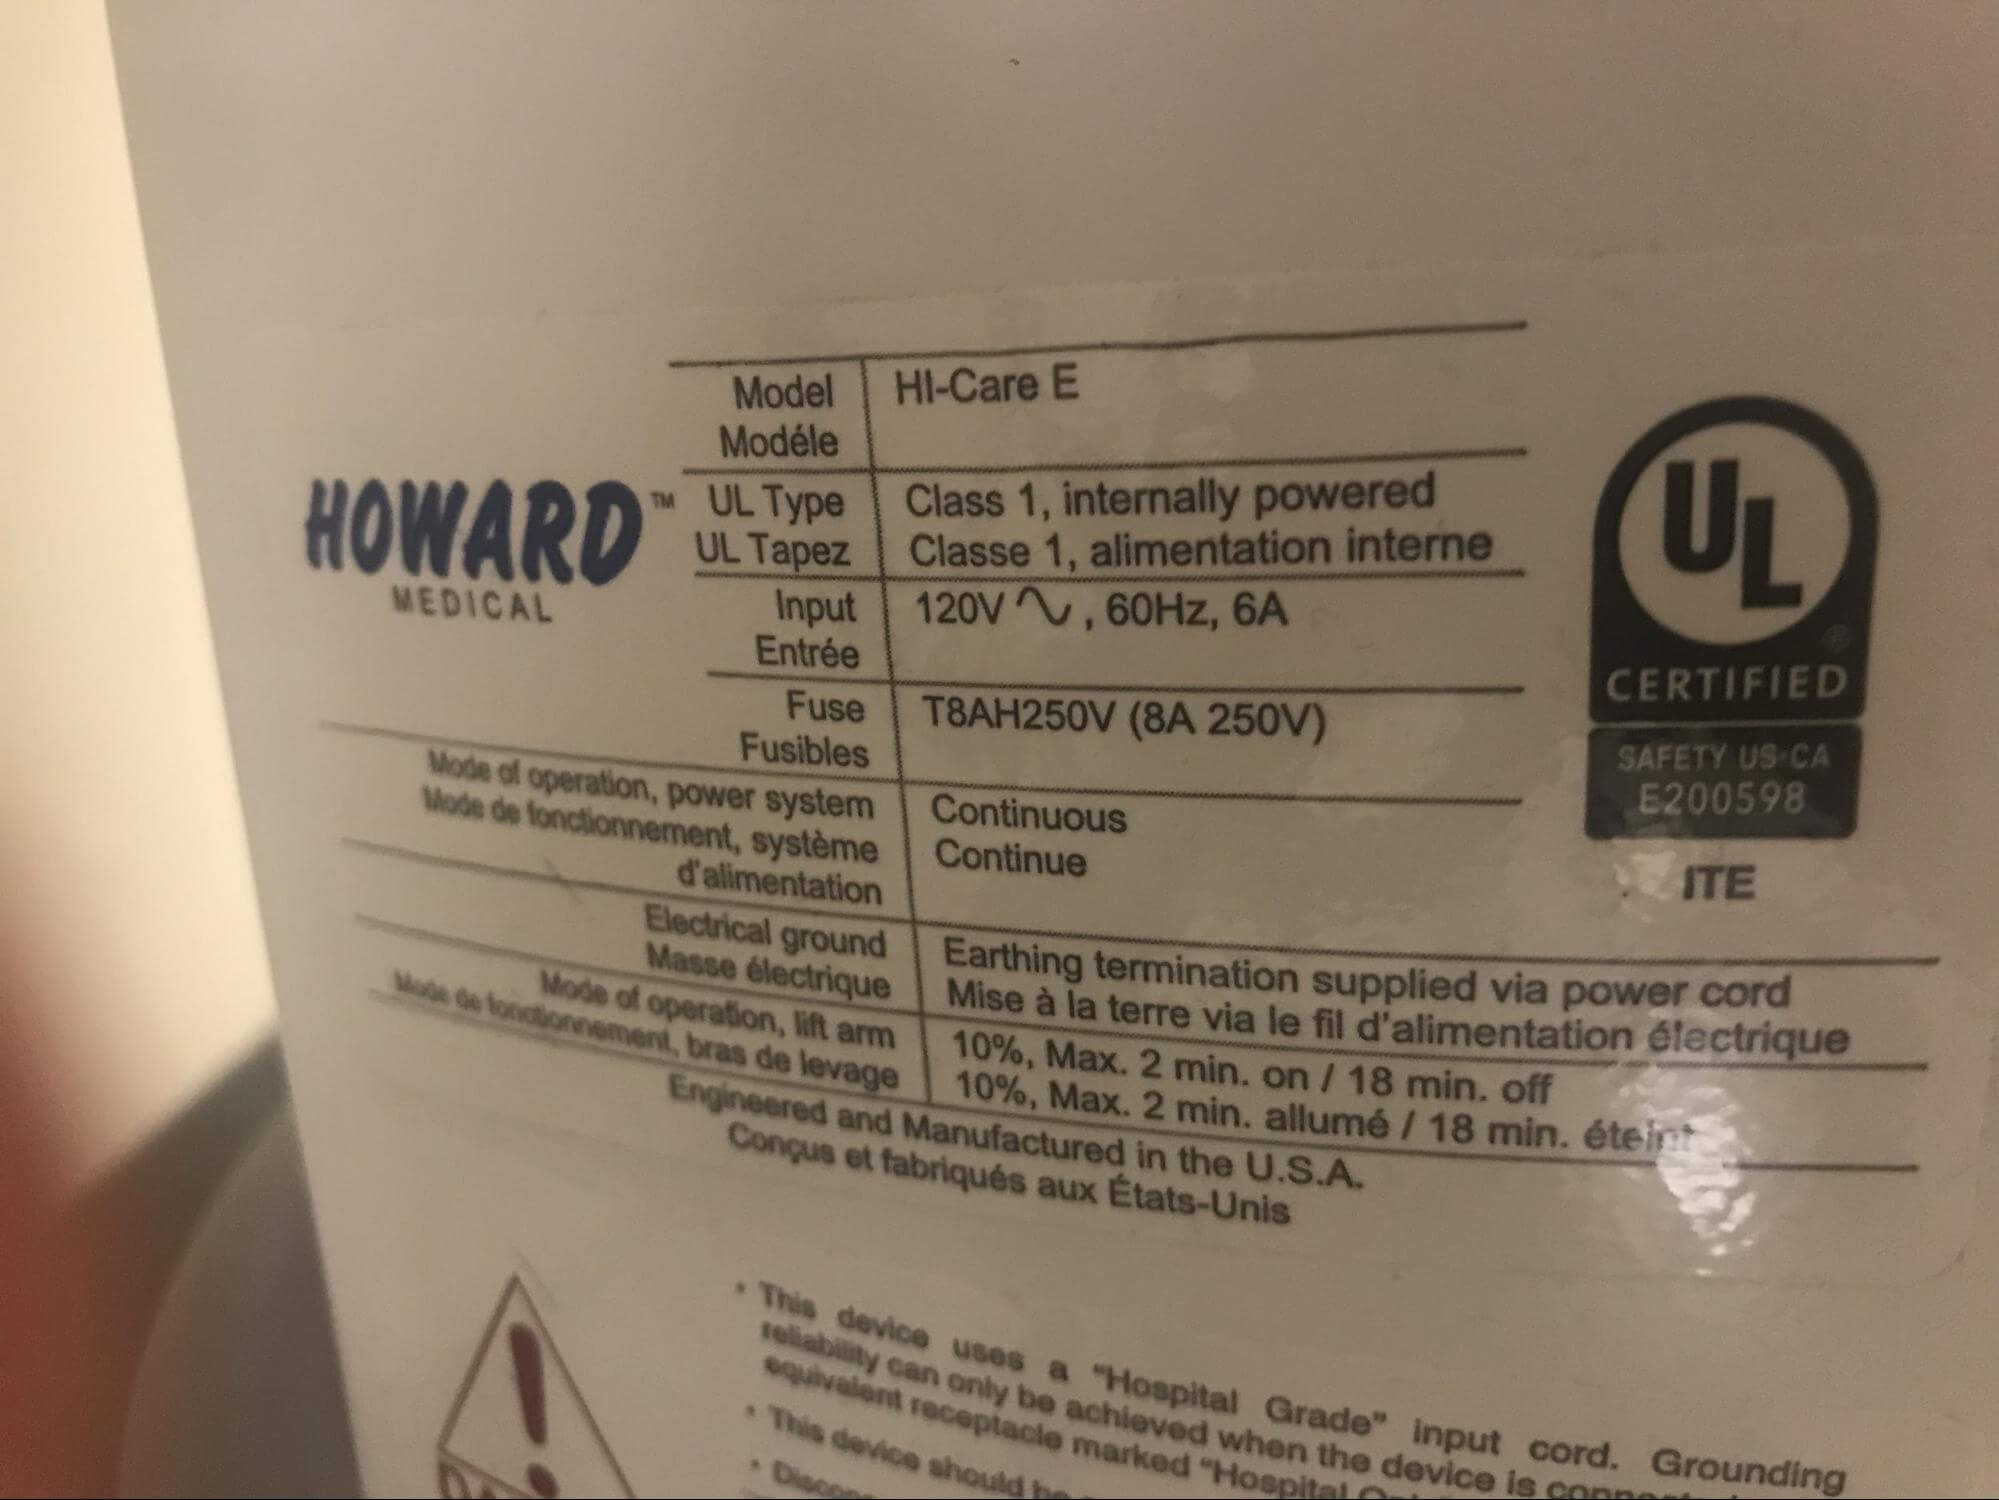 HOWARD™
MEDICAL
Model
Modéle
HI-Care E
UL Type
UL Tapez
Class 1, internally powered
Classe 1, alimentation interne
Input
Entrée
120V ∿, 60Hz, 6A
Fuse
Fusibles
T8AH250V (8A 250V)
Mode of operation, power system
Mode de fonctionnement, système
d'alimentation
Continuous
Continue
Electrical ground
Masse électrique
Earthing termination supplied via power cord
Mise à la terre via le fil d'alimentation électrique
Mode of operation, lift arm
Mode de fonctionnement, bras de levage
10%, Max. 2 min. on / 18 min. off
10%, Max. 2 min. allumé / 18 min. éteint
Engineered and Manufactured in the U.S.A.
Conçus et fabriqués aux États-Unis
UL®
CERTIFIED
SAFETY US-CA
E200598
ITE
• This device uses a "Hospital Grade" input cord. Grounding
reliability can only be achieved when the device is
equivalent receptacle marked "Hospital
• This device should be
•